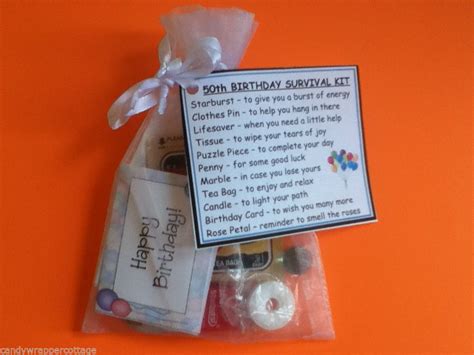 50th BIRTHDAY SURVIVAL KIT
Starburst - to give you a burst of energy
Clothes Pin - to help you hang in there
Lifesaver - when you need a little help
Tissue - to wipe your tears of joy
Puzzle Piece - to complete your day
Penny - for some good luck
Marble - in case you lose yours
Tea Bag - to enjoy and relax
Candle - to light your path
Birthday Card - to wish you many more
Rose Petal - reminder to smell the roses
Happy
Birthday!
TEA BAG
candywrappercottage